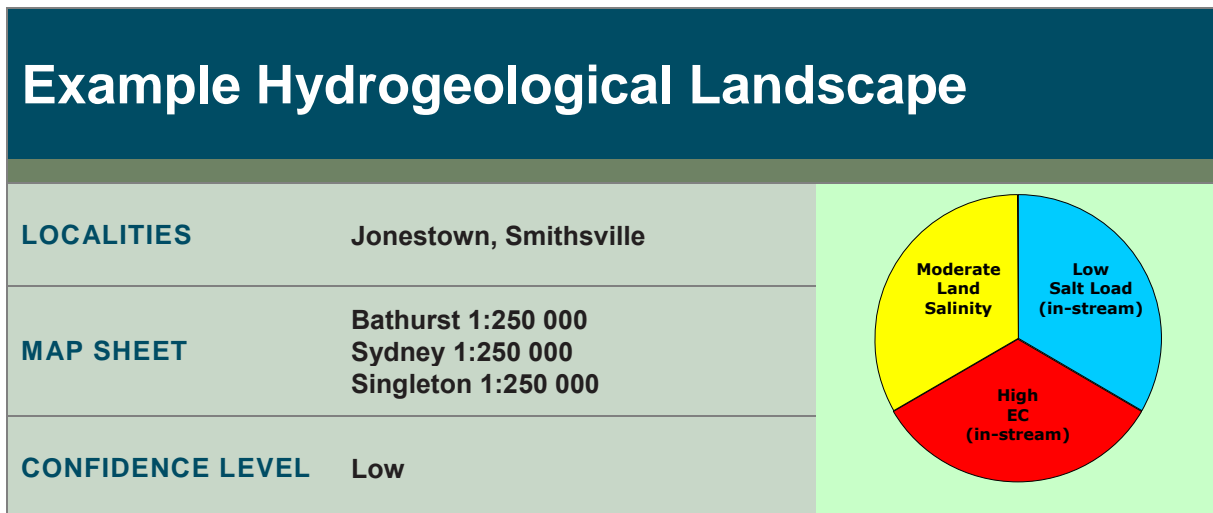 Example Hydrogeological Landscape
LOCALITIES
Jonestown, Smithsville
MAP SHEET
Bathurst 1:250 000
Sydney 1:250 000
Singleton 1:250 000
CONFIDENCE LEVEL
Low
Moderate
Land
Salinity
Low
Salt Load
(in-stream)
High
EC
(in-stream)